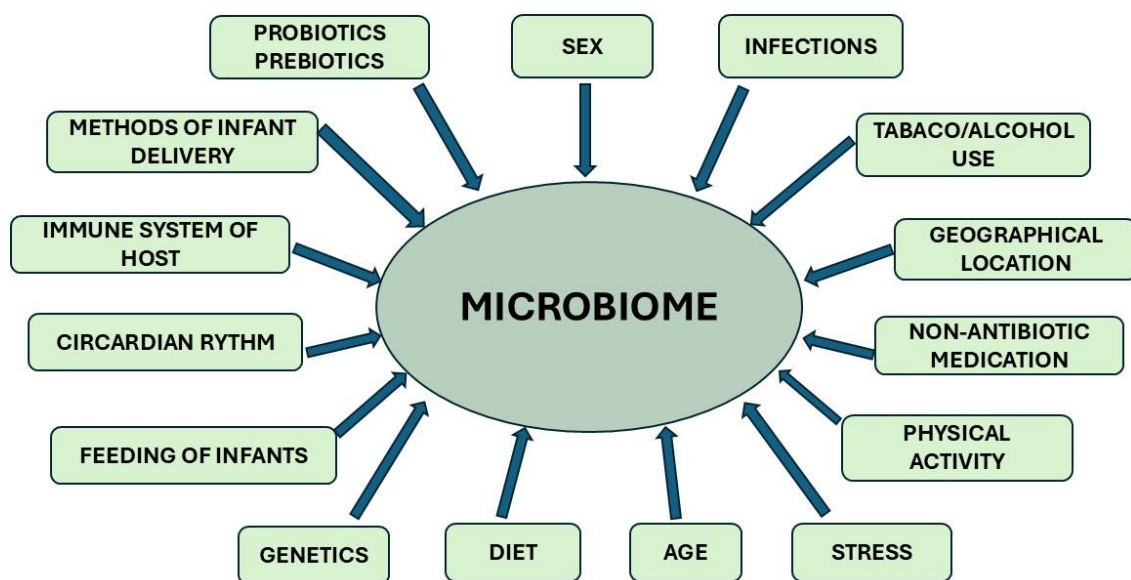 PROBIOTICS
PREBIOTICS
SEX
INFECTIONS
METHODS OF INFANT
DELIVERY
TABACO/ALCOHOL
USE
IMMUNE SYSTEM OF
HOST
GEOGRAPHICAL
LOCATION
MICROBIOME
CIRCARDIAN RYTHM
NON-ANTIBIOTIC
MEDICATION
FEEDING OF INFANTS
PHYSICAL
ACTIVITY
GENETICS
DIET
AGE
STRESS